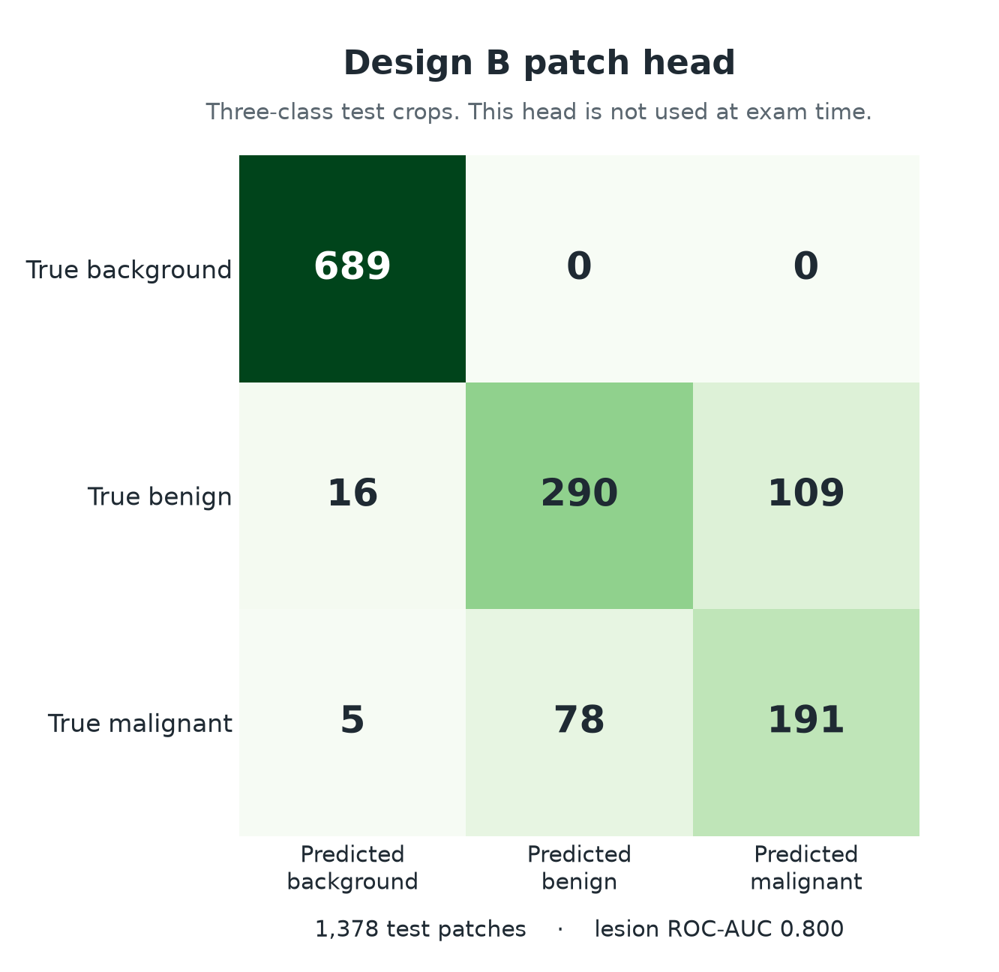 Design B patch head
Three-class test crops. This head is not used at exam time.
True background 689 0 0
True benign 16 290 109
True malignant 5 78 191
Predicted background
Predicted benign
Predicted malignant
1,378 test patches · lesion ROC-AUC 0.800